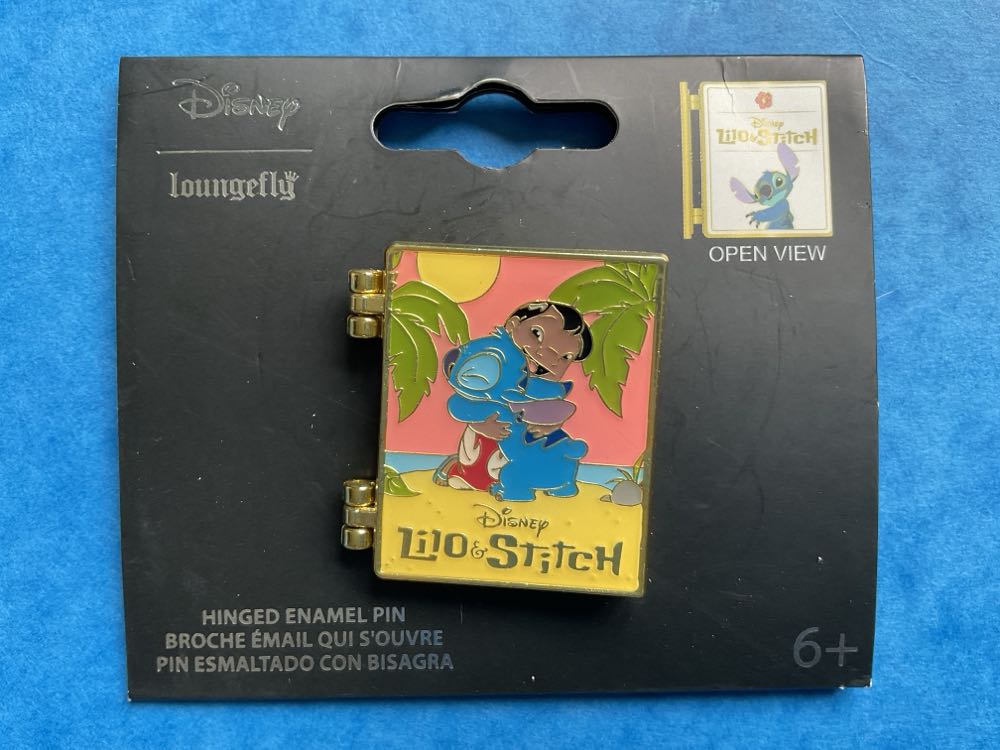 Disney
loungefly
Disney
Lilo & Stitch
OPEN VIEW
Disney
Lilo & Stitch
HINGED ENAMEL PIN
BROCHE ÉMAIL QUI S'OUVRE
PIN ESMALTADO CON BISAGRA
6+